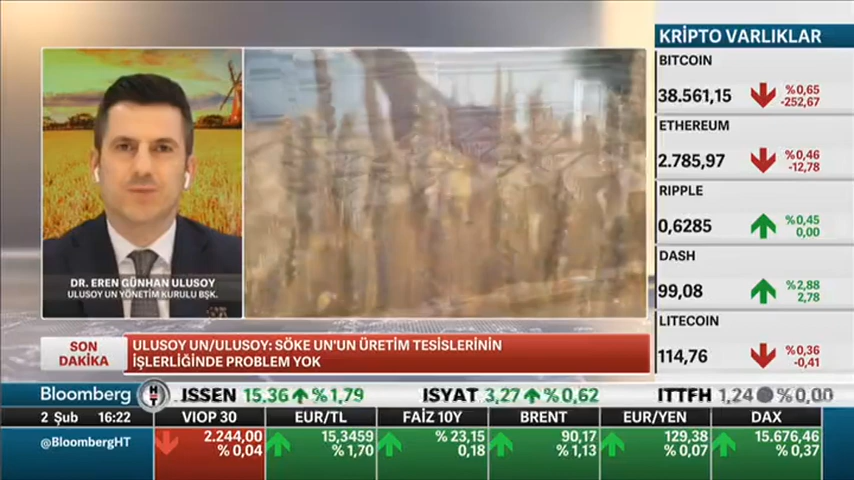 KRİPTO VARLIKLAR
BITCOIN
38.561,15 %0,65
-252,67
ETHEREUM
2.785,97 %0,46
-12,78
RIPPLE
0,6285 %0,45
0,00
DASH
99,08 %2,88
2,78
LITECOIN
114,76 %0,36
-0,41
DR. EREN GÜNHAN ULUSOY
ULUSOY UN YÖNETİM KURULU BŞK.
SON DAKİKA
ULUSOY UN/ULUSOY: SÖKE UN'UN ÜRETİM TESİSLERİNİN
İŞLERLİĞİNDE PROBLEM YOK
Bloomberg HT ISSEN 15.36 %1,79 ISYAT 3,27 %0,62 ITTFH 1,24 %0,00
2 Şub 16:22 VIOP 30 EUR/TL FAİZ 10Y BRENT EUR/YEN DAX
@BloombergHT 2.244,00 15,3459 %23,15 90,17 129,38 15.676,46
%0,04 %1,70 0,18 %1,13 %0,07 %0,37